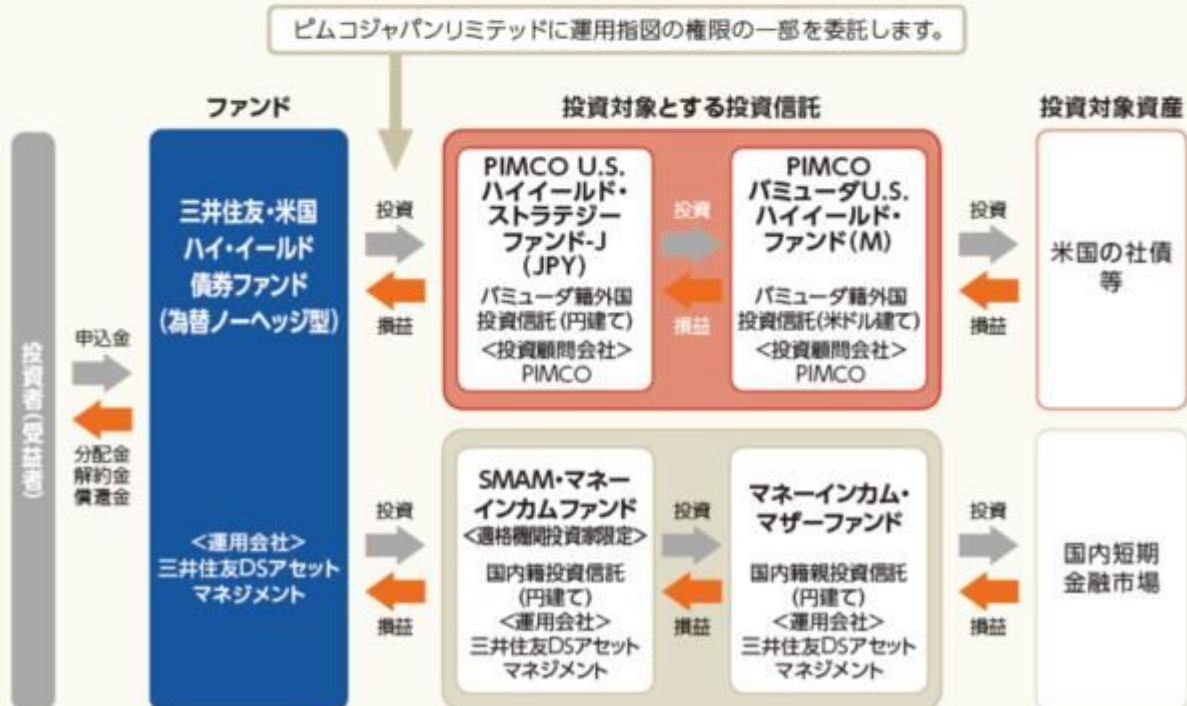 ピムコジャパンリミテッドに運用指図の権限の一部を委託します。
ファンド
投資対象とする投資信託
投資対象資産
投資者(受益者)
申込金
分配金
解約金
償還金
三井住友・米国
ハイ・イールド
債券ファンド
(為替ノーヘッジ型)
<運用会社>
三井住友DSアセット
マネジメント
投資
損益
PIMCO U.S.
ハイイールド・
ストラテジー
ファンド-J
(JPY)
バミューダ籍外国
投資信託(円建て)
<投資顧問会社>
PIMCO
投資
損益
PIMCO
バミューダU.S.
ハイイールド・
ファンド(M)
バミューダ籍外国
投資信託(米ドル建て)
<投資顧問会社>
PIMCO
投資
損益
米国の社債
等
投資
損益
SMAM・マネー
インカムファンド
<適格機関投資家限定>
国内籍投資信託
(円建て)
<運用会社>
三井住友DSアセット
マネジメント
投資
損益
マネーインカム・
マザーファンド
国内籍親投資信託
(円建て)
<運用会社>
三井住友DSアセット
マネジメント
投資
損益
国内短期
金融市場